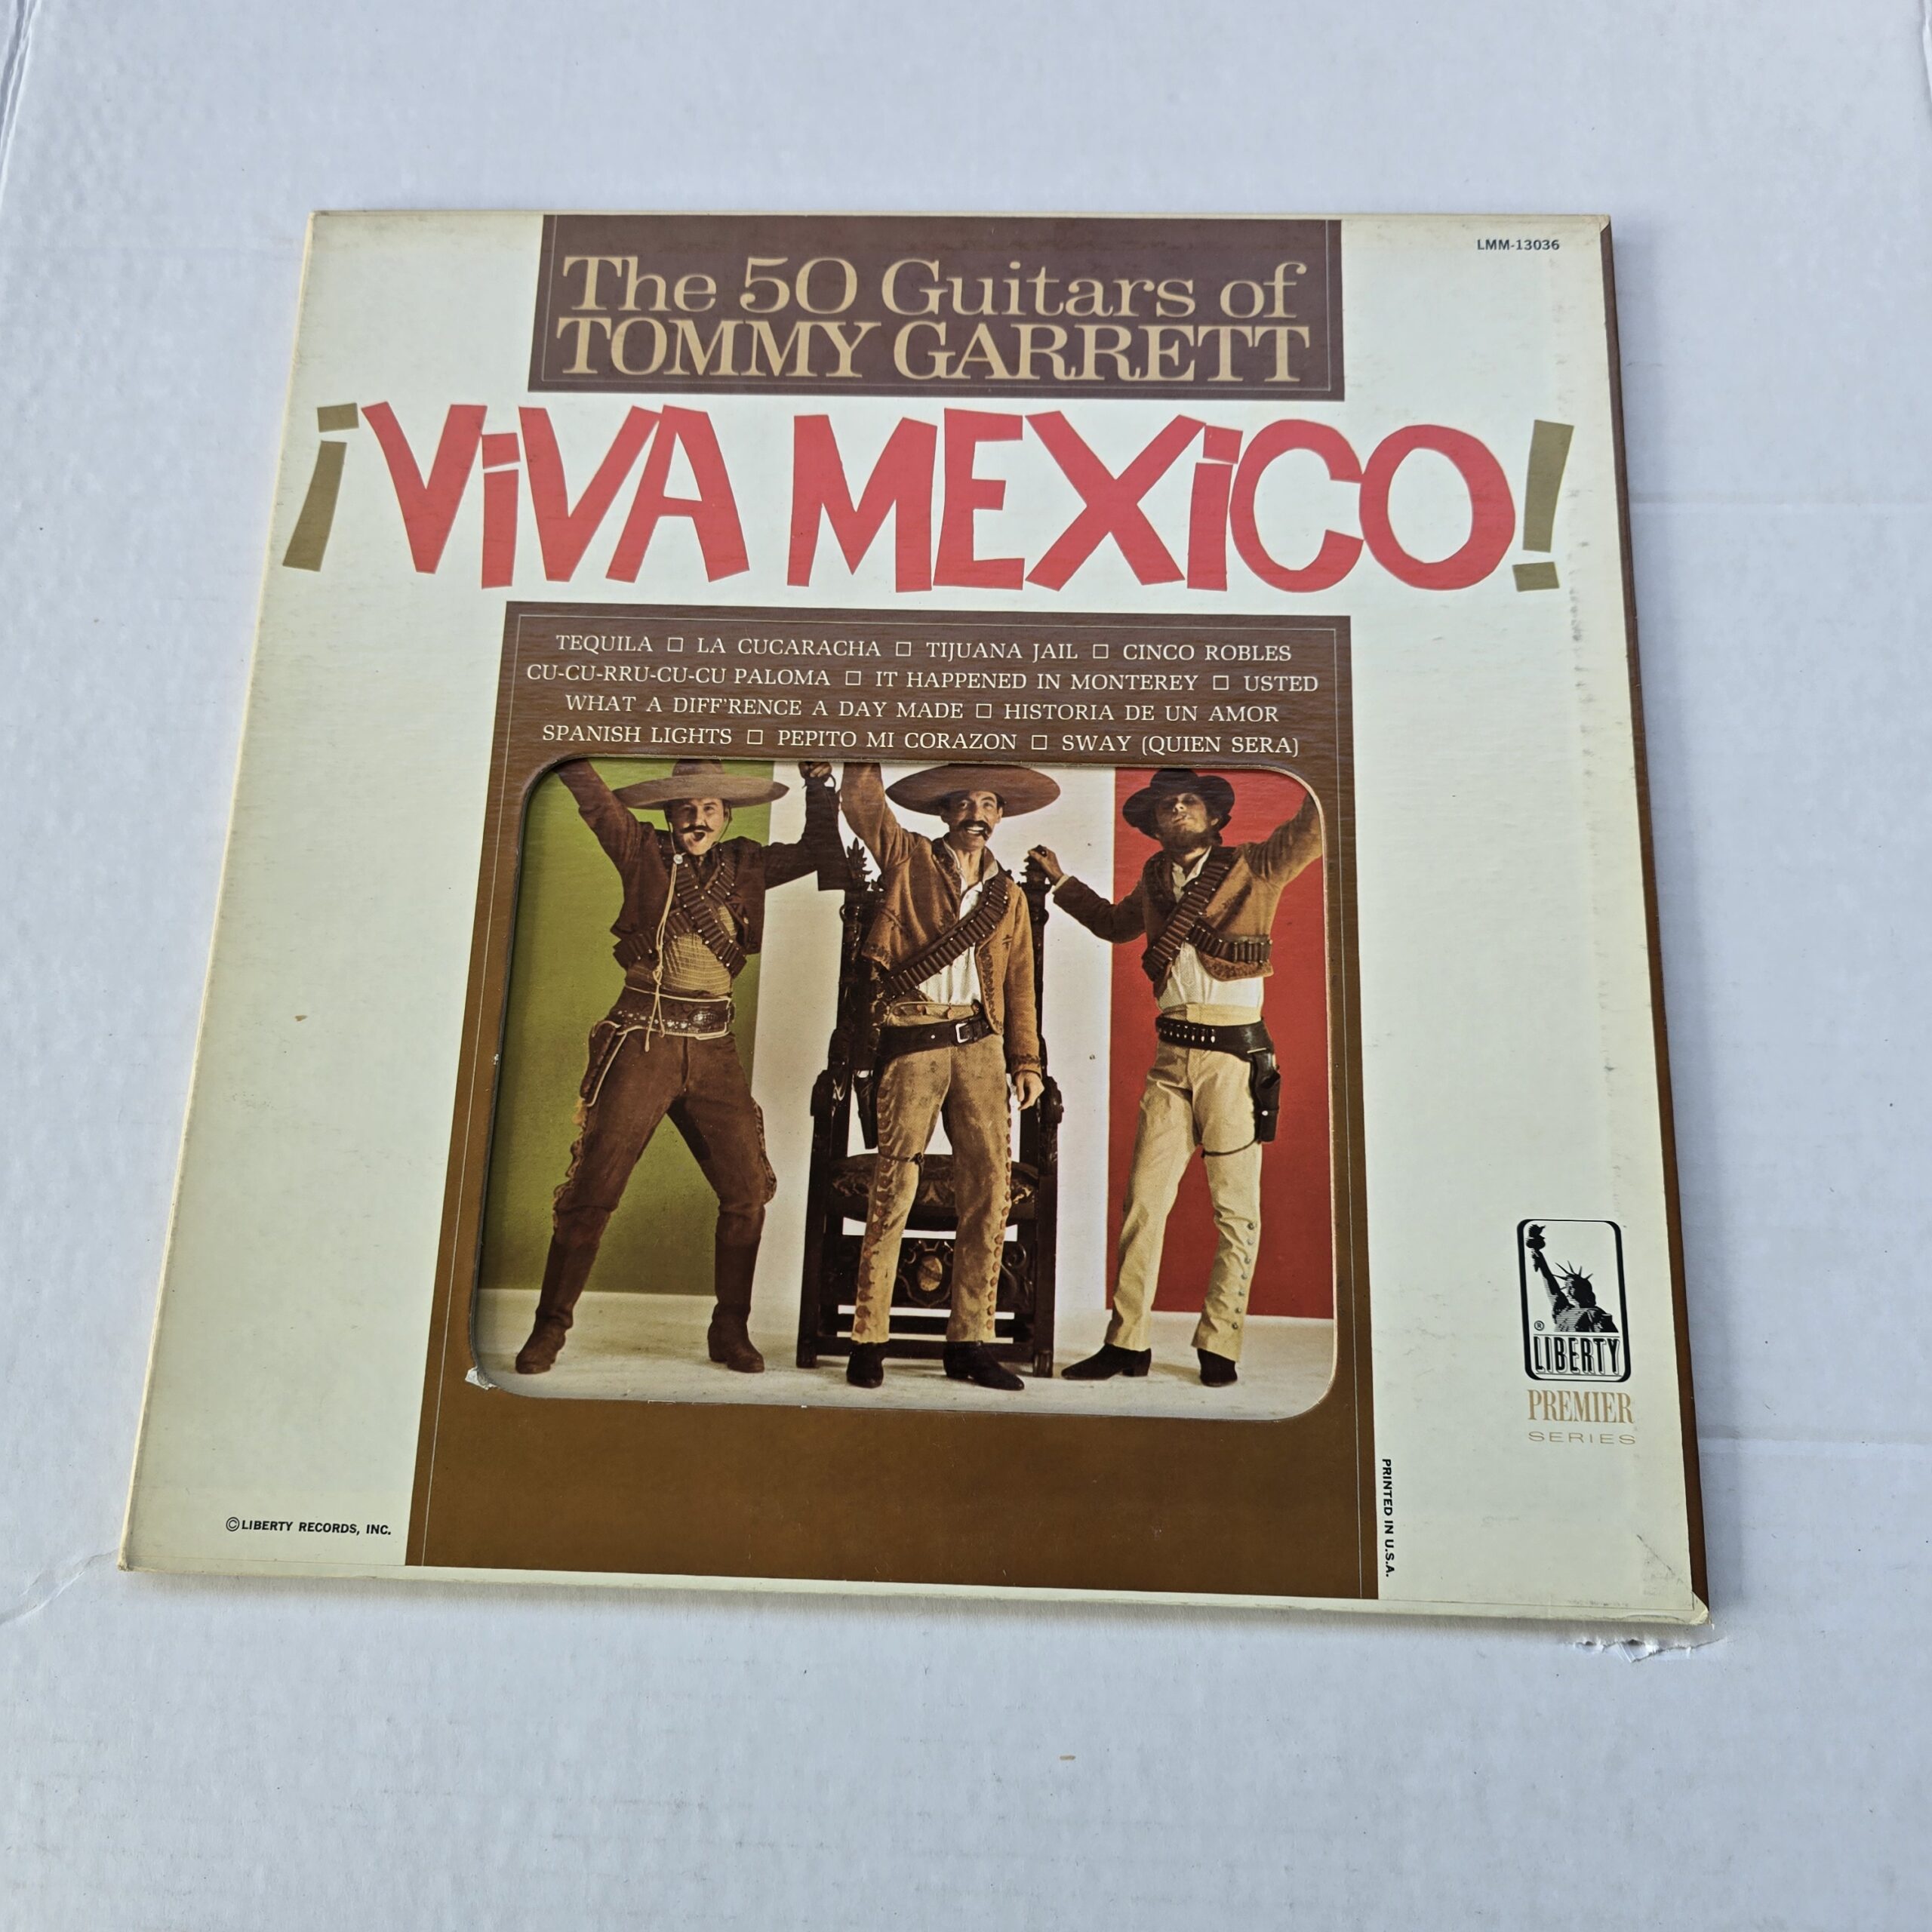 LMM-13036
The 50 Guitars of
TOMMY GARRETT
¡VIVA MEXICO!
TEQUILA □ LA CUCARACHA □ TIJUANA JAIL □ CINCO ROBLES
CU-CU-RRU-CU-CU PALOMA □ IT HAPPENED IN MONTEREY □ USTED
WHAT A DIFF'RENCE A DAY MADE □ HISTORIA DE UN AMOR
SPANISH LIGHTS □ PEPITO MI CORAZON □ SWAY (QUIEN SERA)
®
LIBERTY
PREMIER
SERIES
PRINTED IN U.S.A.
©LIBERTY RECORDS, INC.